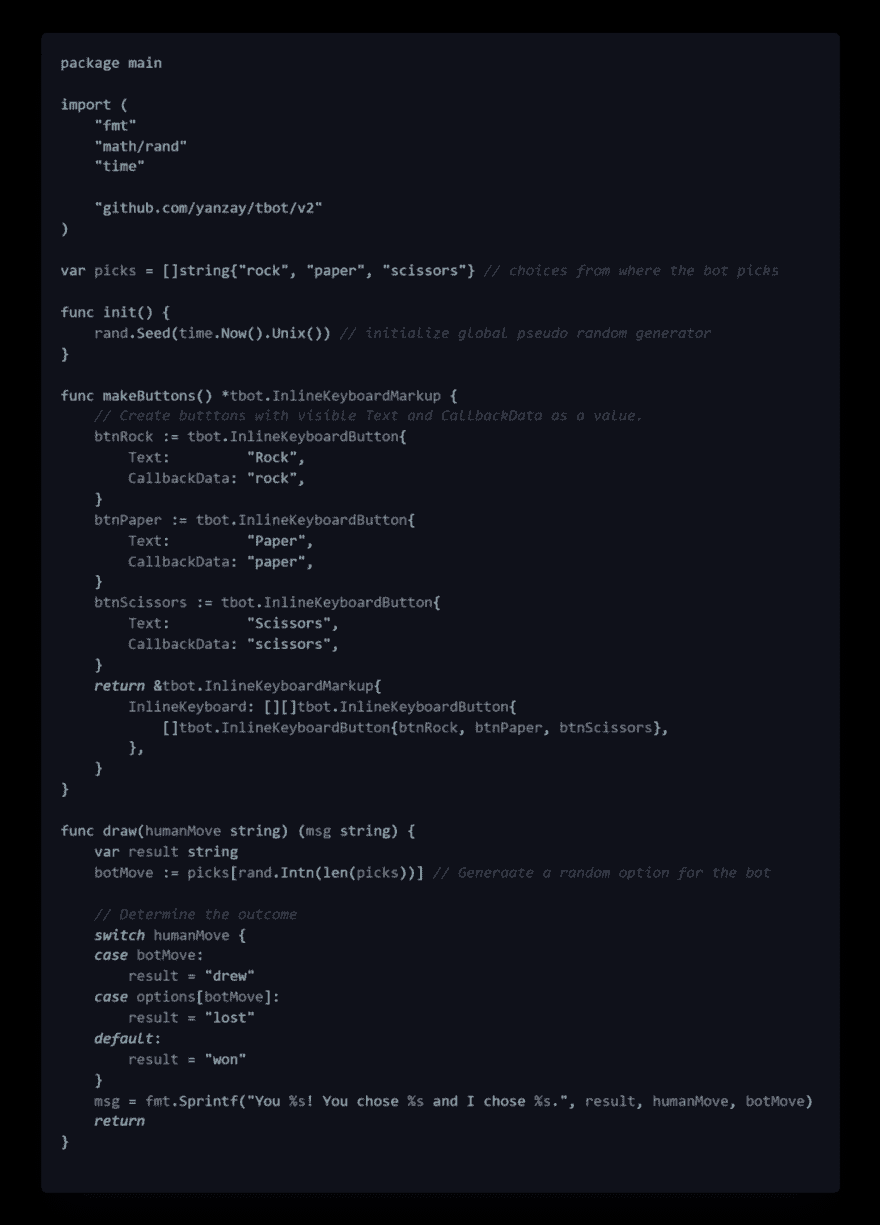 package main

import (
    "fmt"
    "math/rand"
    "time"

    "github.com/yanzay/tbot/v2"
)

var picks = []string{"rock", "paper", "scissors"} // choices from where the bot picks

func init() {
    rand.Seed(time.Now().Unix()) // initialize global pseudo random generator
}

func makeButtons() *tbot.InlineKeyboardMarkup {
    // Create butttons with visible Text and CallbackData as a value.
    btnRock := tbot.InlineKeyboardButton{
        Text:         "Rock",
        CallbackData: "rock",
    }
    btnPaper := tbot.InlineKeyboardButton{
        Text:         "Paper",
        CallbackData: "paper",
    }
    btnScissors := tbot.InlineKeyboardButton{
        Text:         "Scissors",
        CallbackData: "scissors",
    }
    return &tbot.InlineKeyboardMarkup{
        InlineKeyboard: [][]tbot.InlineKeyboardButton{
            []tbot.InlineKeyboardButton{btnRock, btnPaper, btnScissors},
        },
    }
}

func draw(humanMove string) (msg string) {
    var result string
    botMove := picks[rand.Intn(len(picks))] // Generaate a random option for the bot

    // Determine the outcome
    switch humanMove {
    case botMove:
        result = "drew"
    case options[botMove]:
        result = "lost"
    default:
        result = "won"
    }
    msg = fmt.Sprintf("You %s! You chose %s and I chose %s.", result, humanMove, botMove)
    return
}